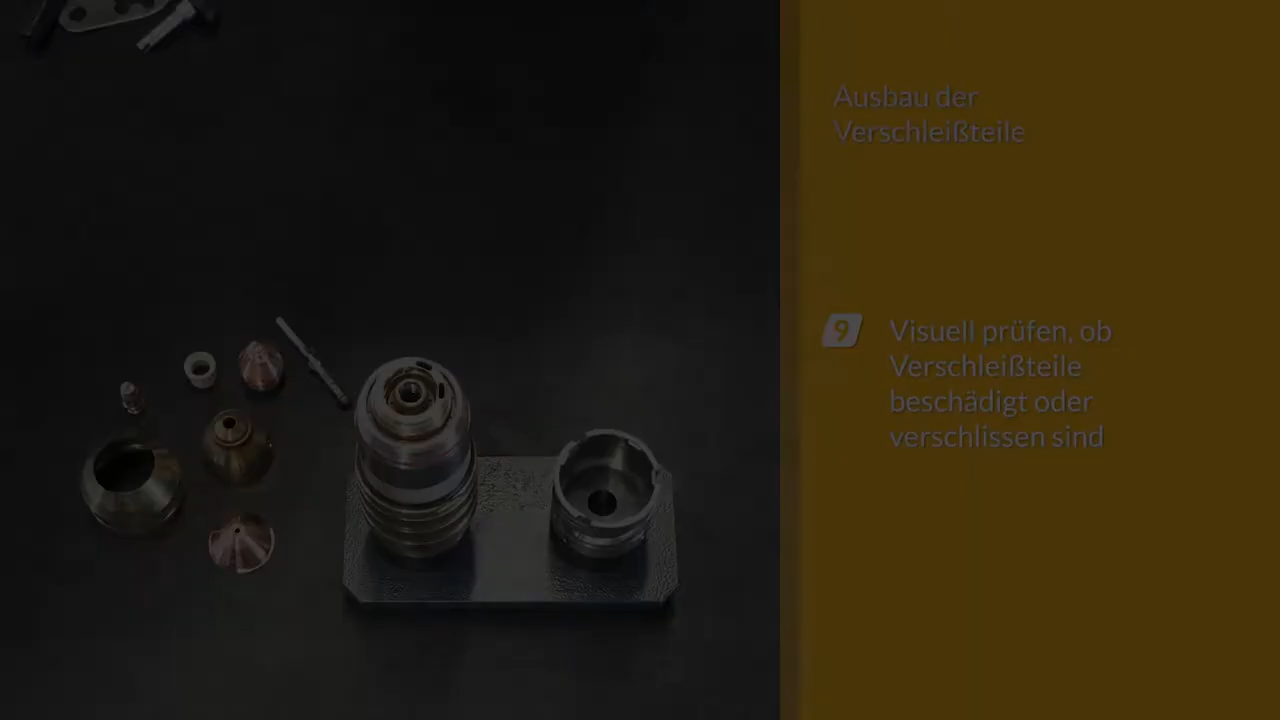 Ausbau der
Verschleißteile
9 Visuell prüfen, ob
Verschleißteile
beschädigt oder
verschlissen sind